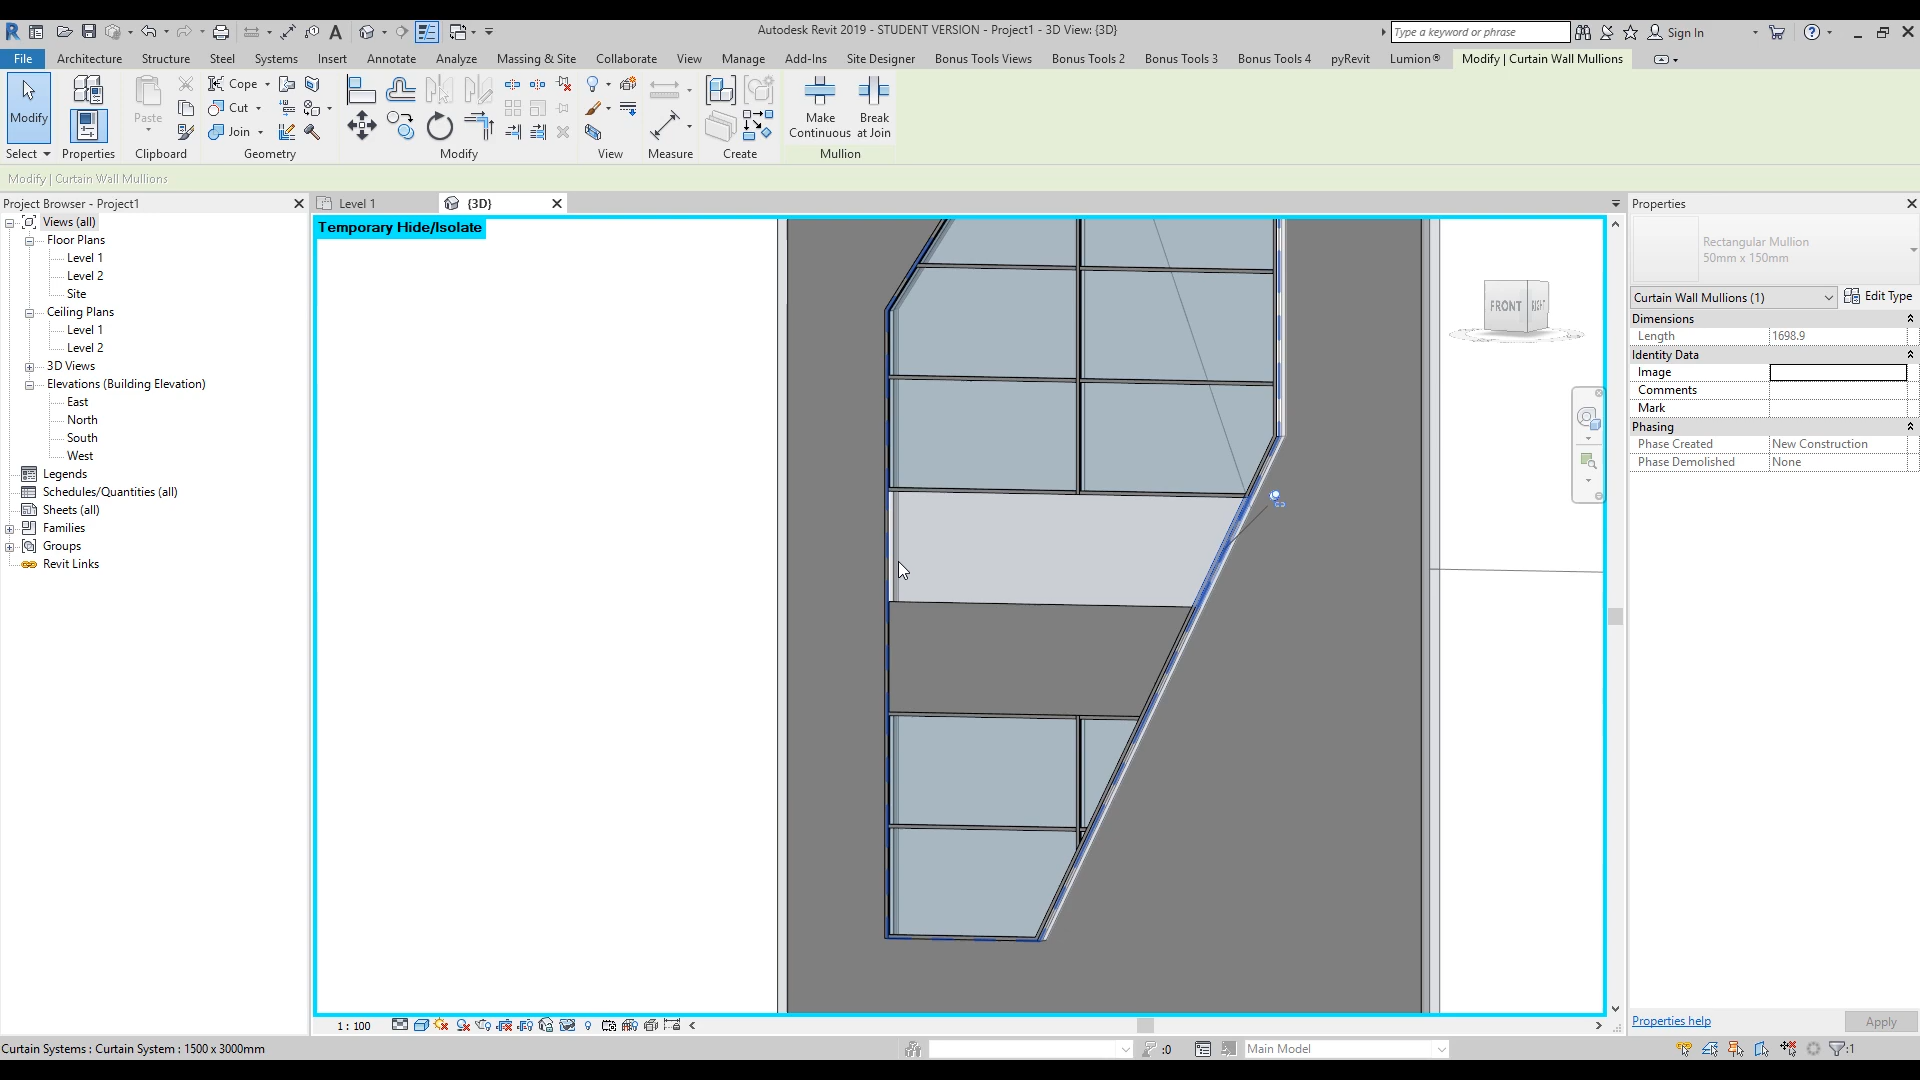 Autodesk Revit 2019 - STUDENT VERSION - Project1 - 3D View: {3D}
Type a keyword or phrase
Sign In
File
Architecture
Structure
Steel
Systems
Insert
Annotate
Analyze
Massing & Site
Collaborate
View
Manage
Add-Ins
Site Designer
Bonus Tools Views
Bonus Tools 2
Bonus Tools 3
Bonus Tools 4
pyRevit
Lumion®
Modify | Curtain Wall Mullions
Modify
Paste
Cope
Cut
Join
Make
Continuous
Break
at Join
Select
Properties
Clipboard
Geometry
Modify
View
Measure
Create
Mullion
Modify | Curtain Wall Mullions
Project Browser - Project1
Views (all)
Floor Plans
Level 1
Level 2
Site
Ceiling Plans
Level 1
Level 2
3D Views
Elevations (Building Elevation)
East
North
South
West
Legends
Schedules/Quantities (all)
Sheets (all)
Families
Groups
Revit Links
Level 1
{3D}
Temporary Hide/Isolate
FRONT
RIGHT
Properties
Rectangular Mullion
50mm x 150mm
Curtain Wall Mullions (1)
Edit Type
Dimensions
Length 1698.9
Identity Data
Image
Comments
Mark
Phasing
Phase Created New Construction
Phase Demolished None
Properties help
Apply
1 : 100
Curtain Systems : Curtain System : 1500 x 3000mm
:0
Main Model
:1